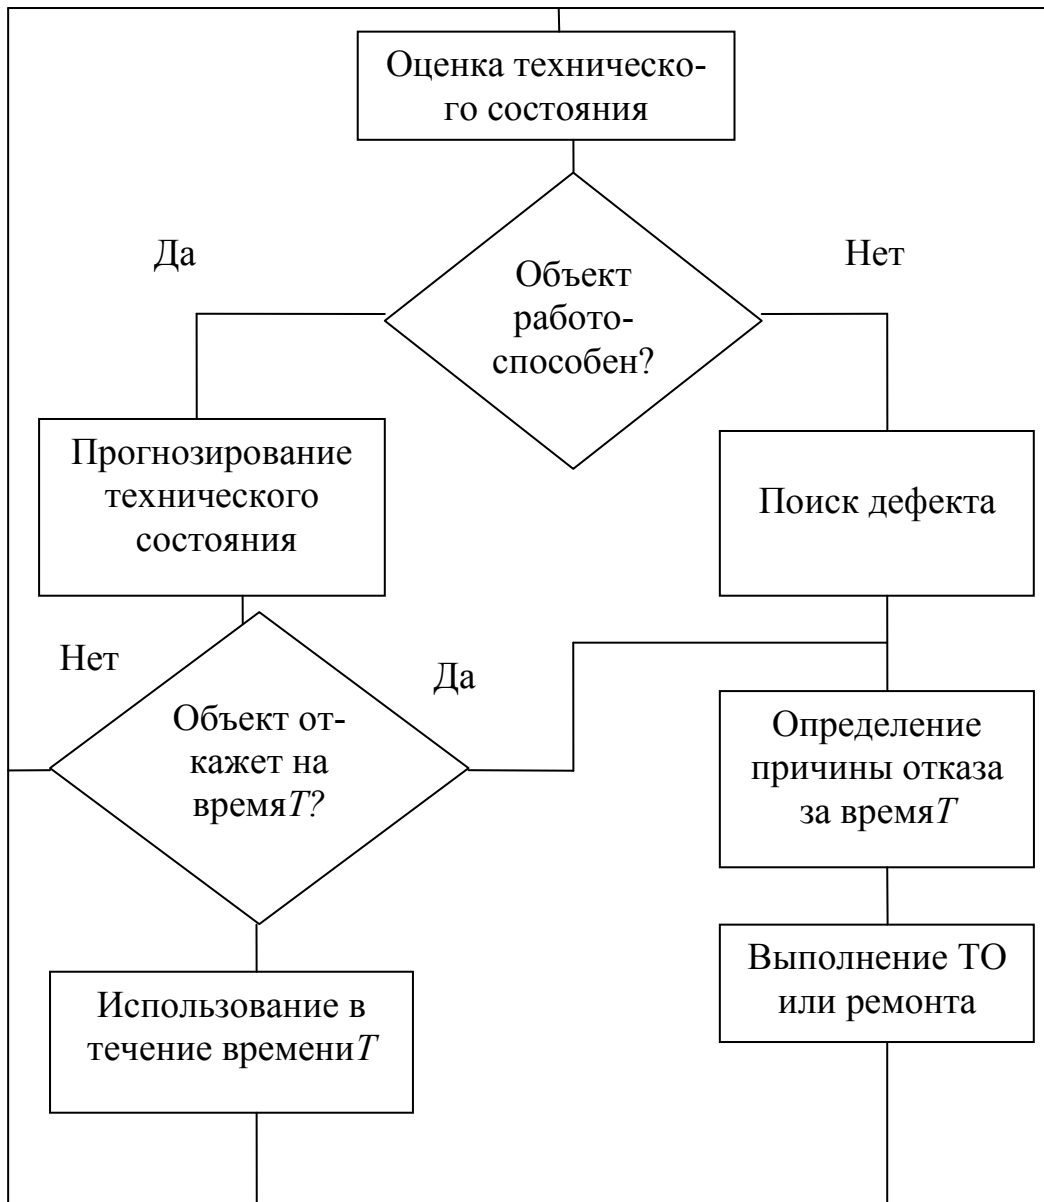 Оценка техническо-
го состояния
Да
Нет
Объект
работо-
способен?
Прогнозирование
технического
состояния
Поиск дефекта
Нет
Да
Объект от-
кажет на
времяT?
Определение
причины отказа
за времяT
Использование в
течение времениT
Выполнение ТО
или ремонта